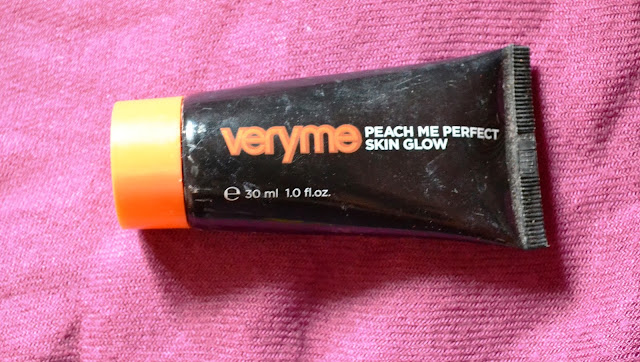 veryme PEACH ME PERFECT
SKIN GLOW
℮ 30 ml 1.0 fl.oz.